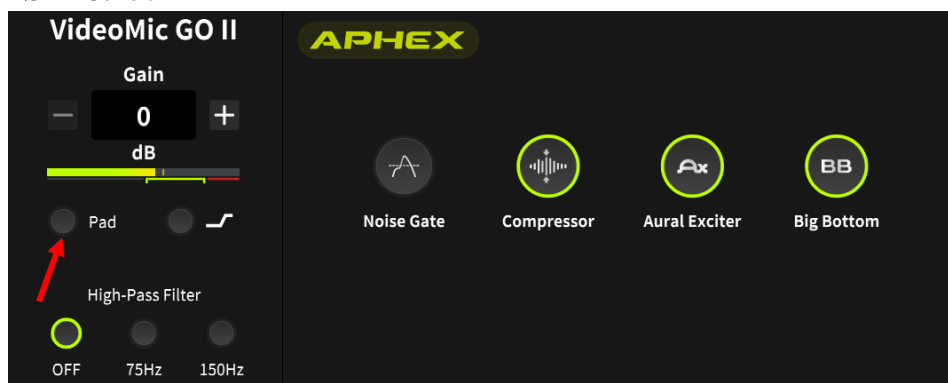 VideoMic GO II
Gain
0
dB
Pad
High-Pass Filter
OFF 75Hz 150Hz
APHEX
Ax BB
Noise Gate Compressor Aural Exciter Big Bottom